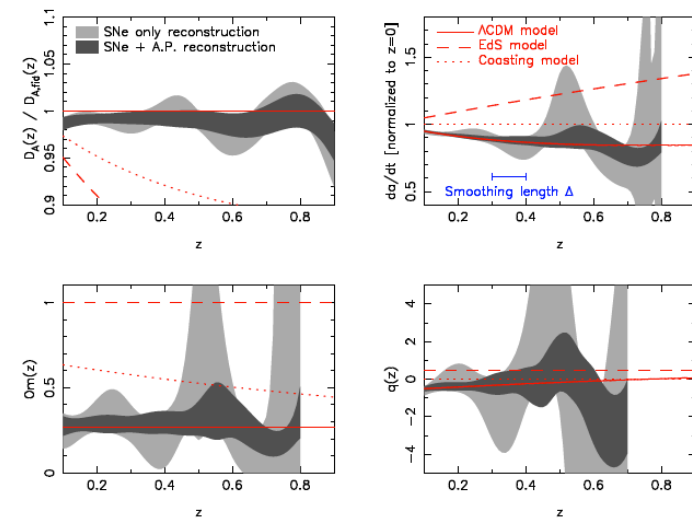 SNe only reconstruction
SNe + A.P. reconstruction
D_A(z) / D_A,fid(z)
1.1
1.05
1
0.95
0.9
0.2
0.4
0.6
0.8
z
ΛCDM model
EdS model
Coasting model
Smoothing length Δ
da/dt [normalized to z=0]
1.5
1
0.5
0.2
0.4
0.6
0.8
z
Om(z)
1
0.5
0
0.2
0.4
0.6
0.8
z
q(z)
4
2
0
-2
-4
0.2
0.4
0.6
0.8
z